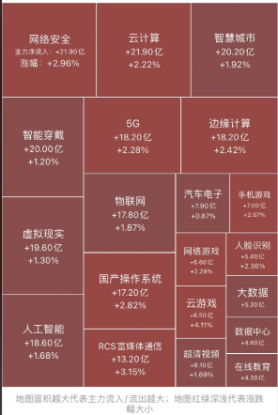 网络安全
主力净流入：+21.90亿
涨幅：+2.96%
云计算
+21.90亿
+2.22%
智慧城市
+20.20亿
+1.92%
智能穿戴
+20.00亿
+1.20%
5G
+18.20亿
+2.28%
边缘计算
+18.20亿
+2.42%
虚拟现实
+19.60亿
+1.30%
物联网
+17.80亿
+1.87%
汽车电子
+7.90亿
+0.87%
手机游戏
+7.00亿
+2.97%
国产操作系统
+17.20亿
+2.82%
网络游戏
+6.60亿
+2.29%
人脸识别
+5.40亿
+2.36%
人工智能
+18.60亿
+1.68%
云游戏
+6.50亿
+4.11%
大数据
+5.30亿
RCS富媒体通信
+13.20亿
+3.15%
超清视频
+6.10亿
+1.69%
数据中心
+4.80亿
在线教育
+4.30亿
地图面积越大代表主力流入/流出越大；地图红绿深浅代表涨跌
幅大小